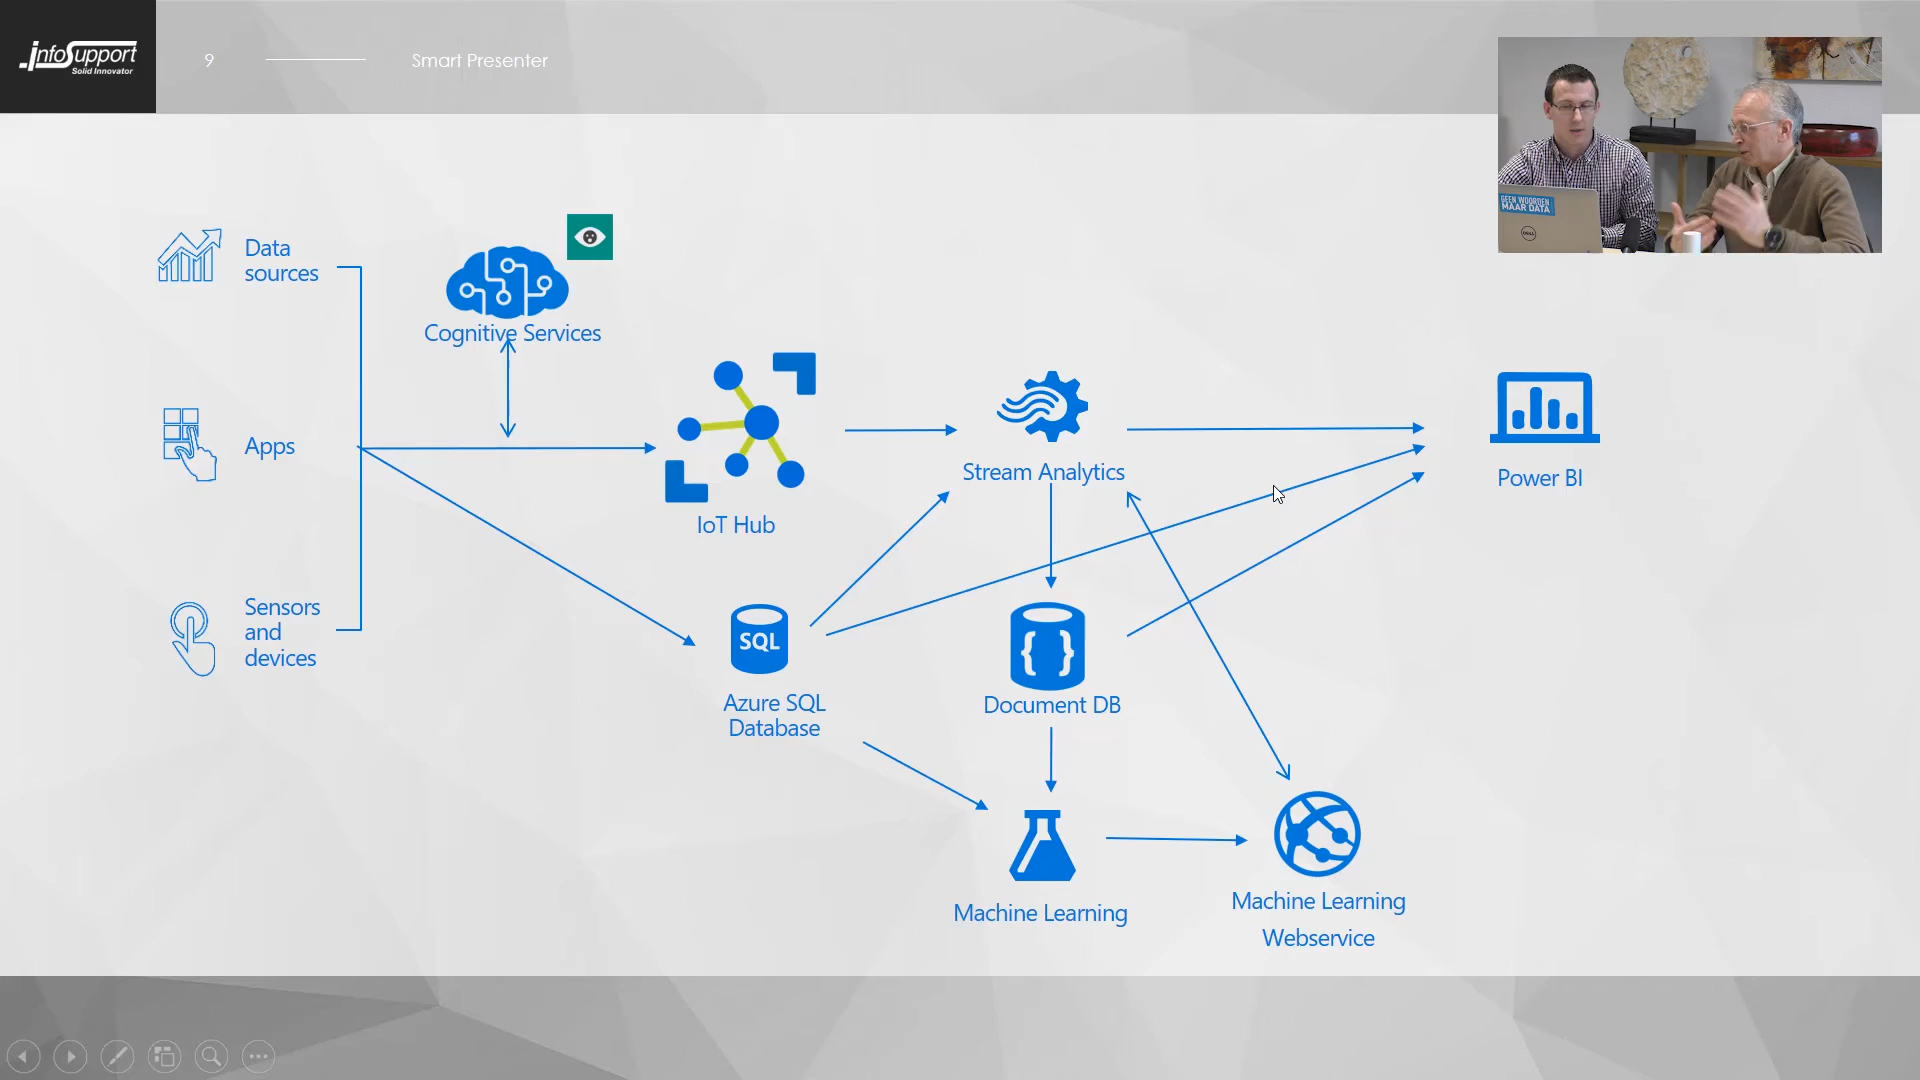 infoSupport
Solid Innovator
9
Smart Presenter
GEEN WOORDEN
MAAR DATA
DELL
Data
sources
Cognitive Services
Apps
Stream Analytics
Power BI
IoT Hub
Sensors
and
devices
SQL
{ }
Azure SQL
Database
Document DB
Machine Learning
Machine Learning
Webservice